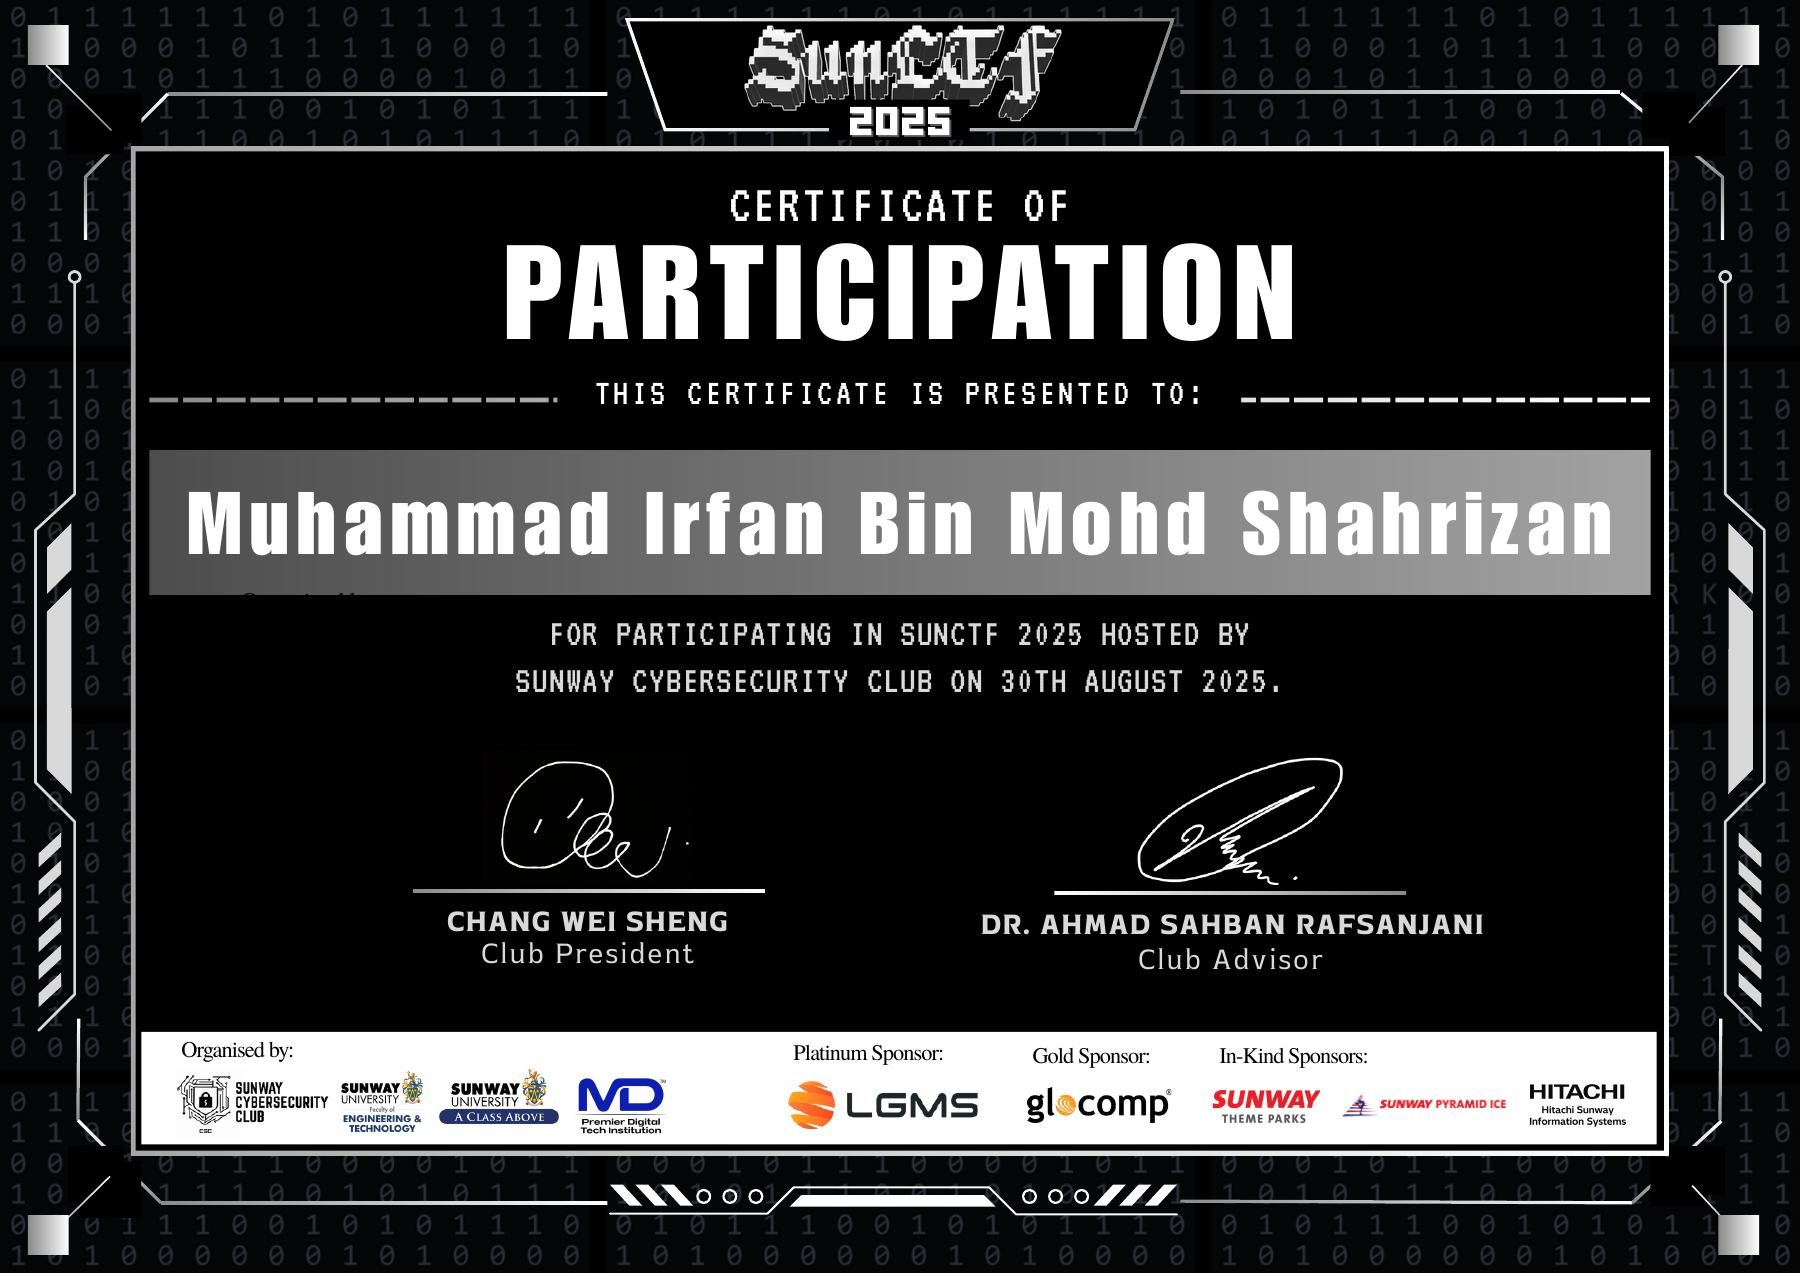 SunCTF
2025
CERTIFICATE OF
PARTICIPATION
THIS CERTIFICATE IS PRESENTED TO:
Muhammad Irfan Bin Mohd Shahrizan
FOR PARTICIPATING IN SUNCTF 2025 HOSTED BY
SUNWAY CYBERSECURITY CLUB ON 30TH AUGUST 2025.
CHANG WEI SHENG
Club President
DR. AHMAD SAHBAN RAFSANJANI
Club Advisor
Organised by:
SUNWAY
CYBERSECURITY
CLUB
CSC
SUNWAY
UNIVERSITY
Faculty of
ENGINEERING &
TECHNOLOGY
SUNWAY
UNIVERSITY
A CLASS ABOVE
MD™
Premier Digital
Tech Institution
Platinum Sponsor:
LGMS
Gold Sponsor:
glocomp®
In-Kind Sponsors:
SUNWAY
THEME PARKS
SUNWAY PYRAMID ICE
HITACHI
Hitachi Sunway
Information Systems